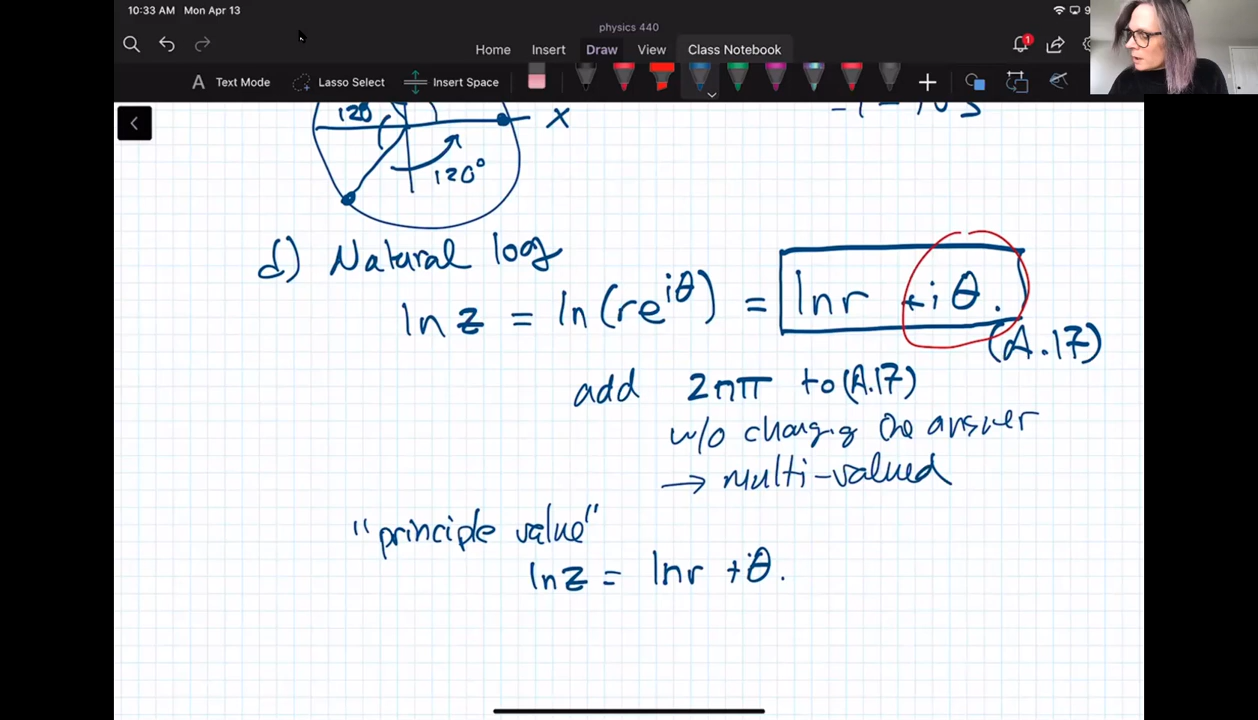 10:33 AM Mon Apr 13
physics 440
Home Insert Draw View Class Notebook
1
A Text Mode Lasso Select Insert Space
120 x
120°
d) Natural log
ln z = ln(re^{iθ}) = ln r + iθ.
(A.17)
add 2nπ to (A.17)
w/o changing the answer
→ multi-valued
"principle value"
ln z = ln r + iθ.